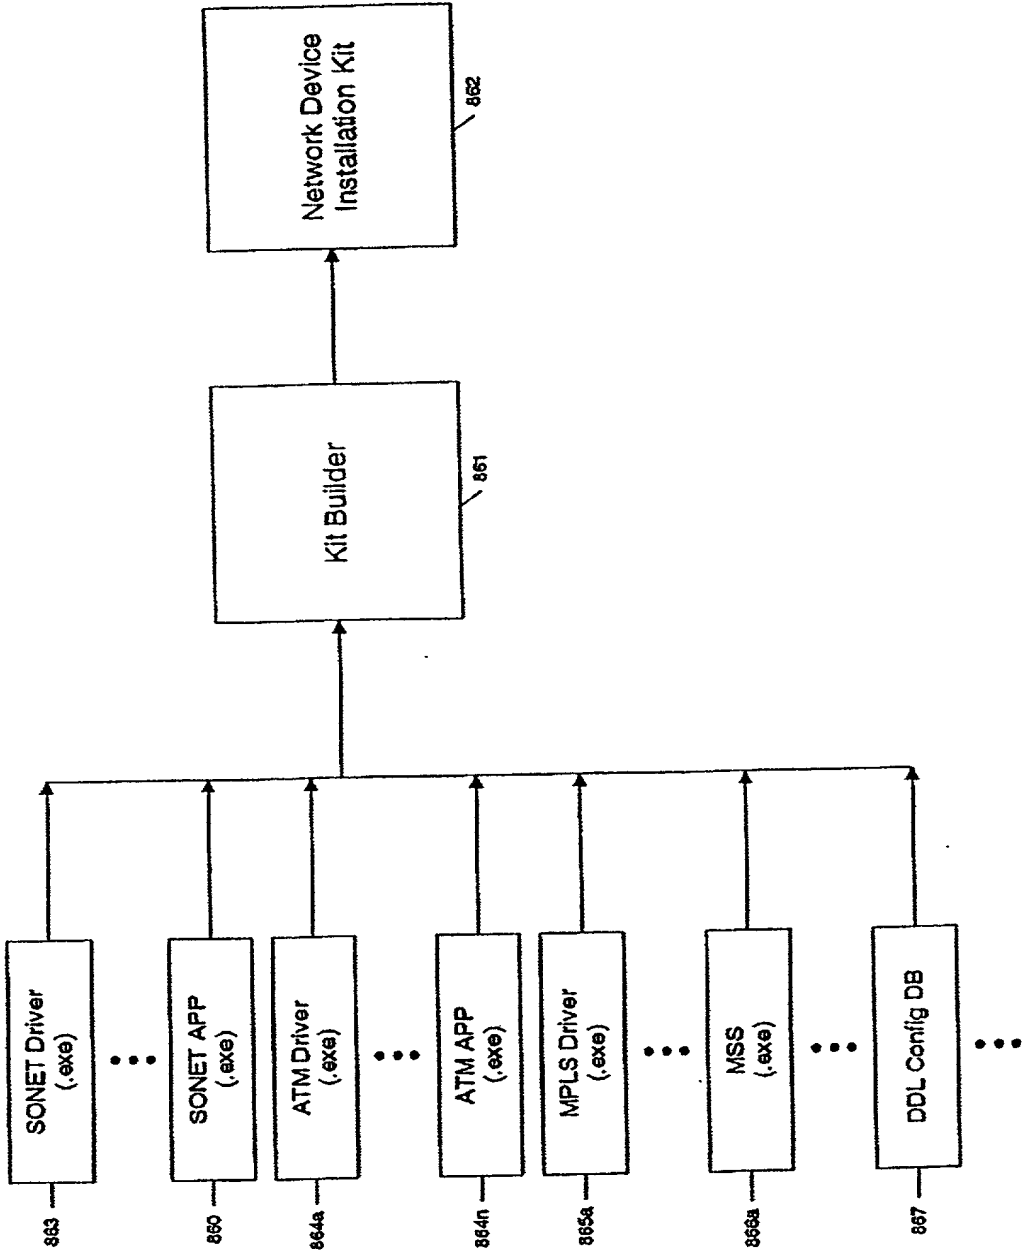 SONET Driver
(.exe)
863
SONET APP
(.exe)
860
ATM Driver
(.exe)
864a
ATM APP
(.exe)
864n
MPLS Driver
(.exe)
865a
MSS
(.exe)
866a
DDL Config DB
867
Kit Builder
861
Network Device
Installation Kit
862